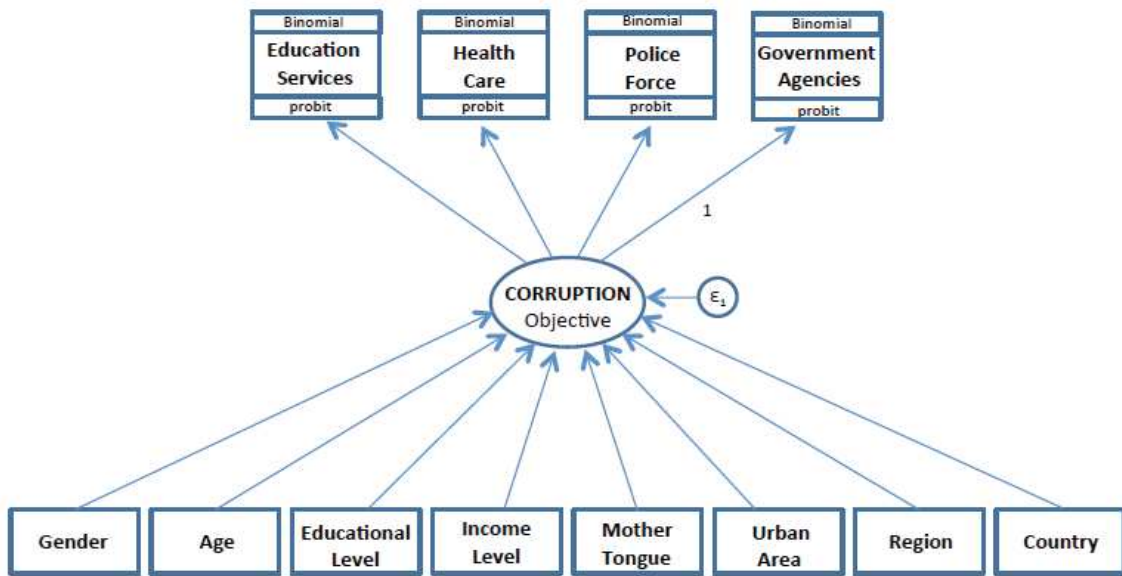 Binomial
Education
Services
probit
Binomial
Health
Care
probit
Binomial
Police
Force
probit
Binomial
Government
Agencies
probit
1
CORRUPTION
Objective
ε1
Gender
Age
Educational
Level
Income
Level
Mother
Tongue
Urban
Area
Region
Country